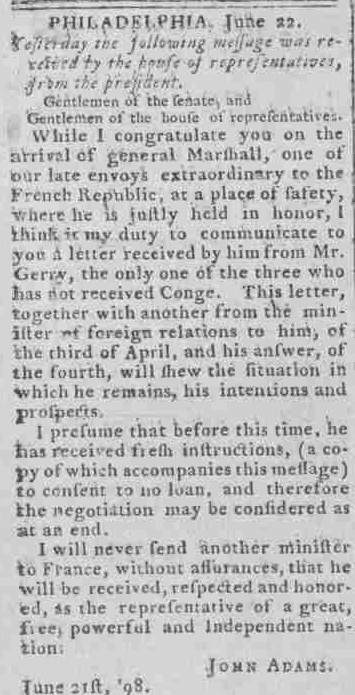 PHILADELPHIA, June 22.
Yeſterday the following meſſage was re-
ceived by the houſe of repreſentatives,
from the preſident.
Gentlemen of the ſenate, and
Gentlemen of the houſe of repreſentatives.
While I congratulate you on the
arrival of general Marſhall, one of
our late envoys extraordinary to the
French Republic, at a place of ſafety,
where he is juſtly held in honor, I
think it my duty to communicate to
you a letter received by him from Mr.
Gerry, the only one of the three who
has not received Conge. This letter,
together with another from the min-
iſter of foreign relations to him, of
the third of April, and his anſwer, of
the fourth, will ſhew the ſituation in
which he remains, his intentions and
proſpects.
I preſume that before this time, he
has received freſh inſtructions, (a co-
py of which accompanies this meſſage)
to conſent to no loan, and therefore
the negotiation may be conſidered as
at an end.
I will never ſend another miniſter
to France, without aſſurances, that he
will be received, reſpected and honor-
ed, as the repreſentative of a great,
free, powerful and independent na-
tion.
JOHN ADAMS.
June 21ſt, '98.